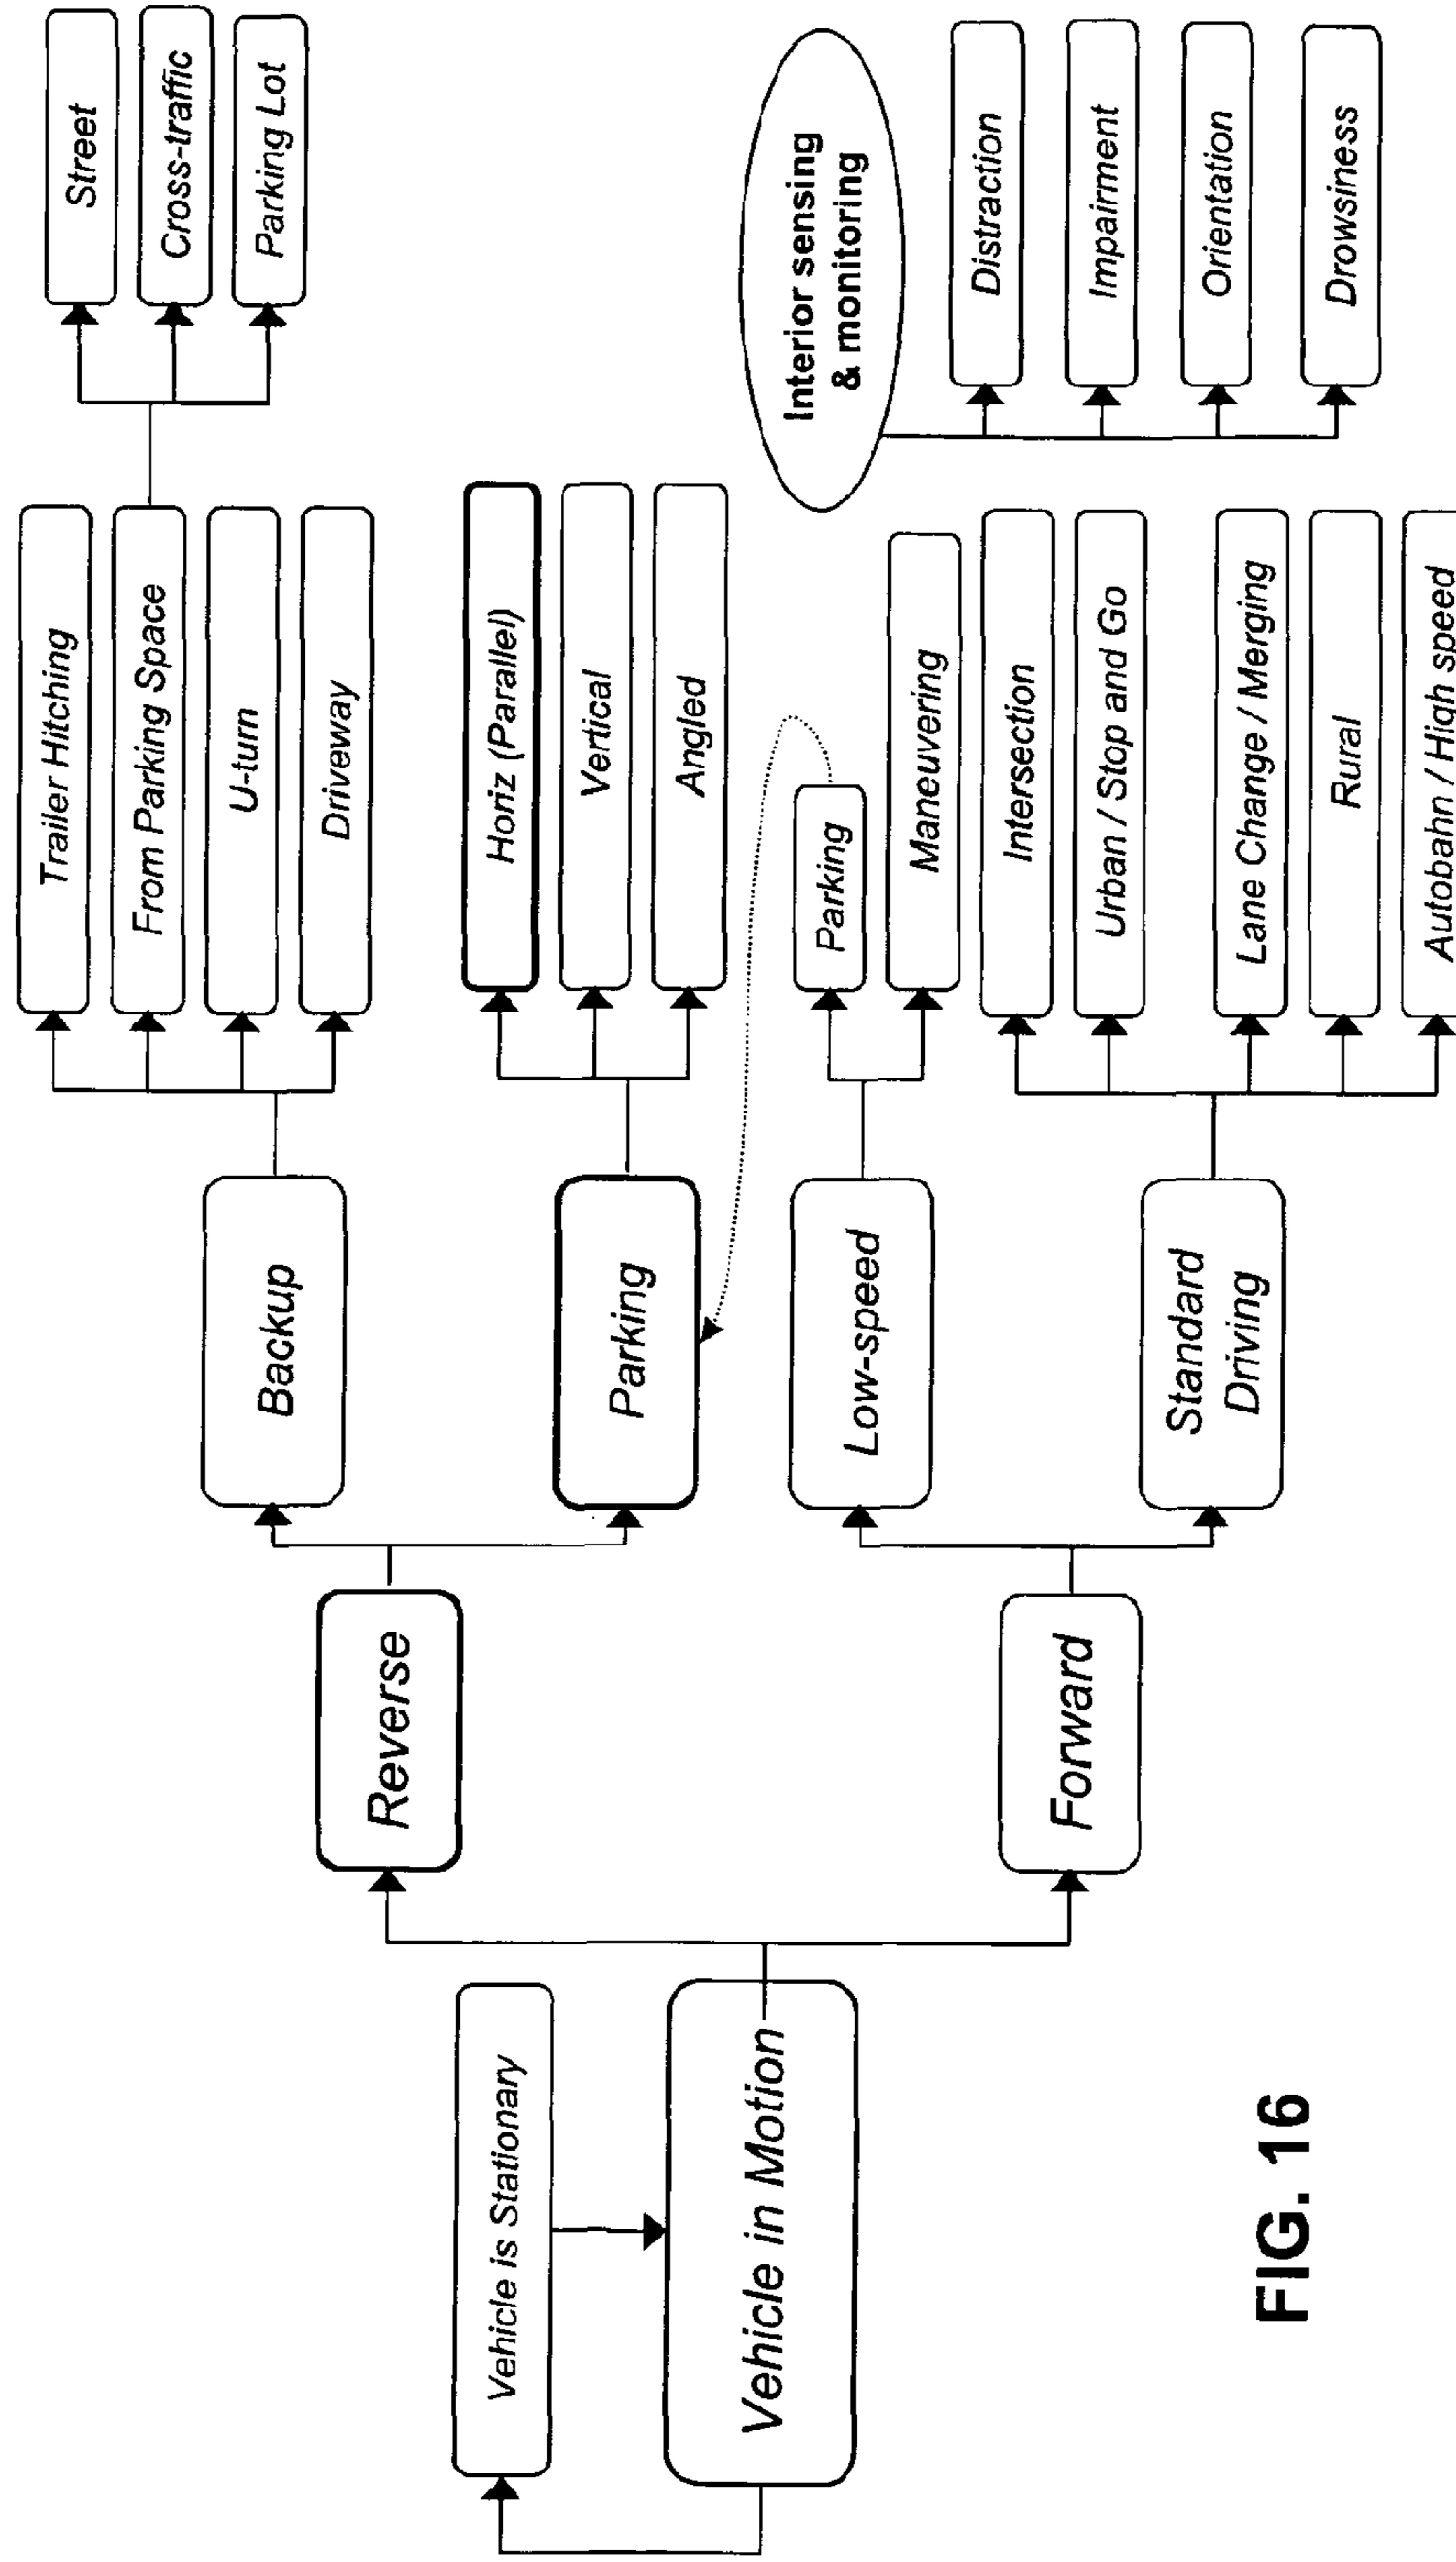 Vehicle is Stationary
Vehicle in Motion
Reverse
Forward
Backup
Parking
Low-speed
Standard
Driving
Trailer Hitching
From Parking Space
U-turn
Driveway
Horiz (Parallel)
Vertical
Angled
Parking
Maneuvering
Intersection
Urban / Stop and Go
Lane Change / Merging
Rural
Autobahn / High speed
Street
Cross-traffic
Parking Lot
Interior sensing
& monitoring
Distraction
Impairment
Orientation
Drowsiness
FIG. 16